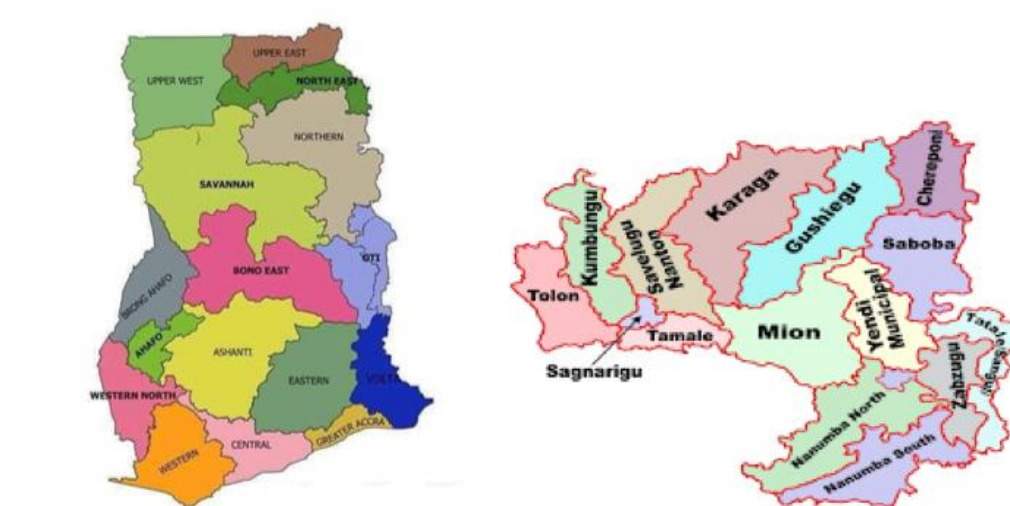 UPPER EAST
UPPER WEST
NORTH EAST
NORTHERN
SAVANNAH
OTI
BONO EAST
BRONG AHAFO
AHAFO
ASHANTI
EASTERN
VOLTA
WESTERN NORTH
GREATER ACCRA
CENTRAL
WESTERN
Chereponi
Karaga
Gushiegu
Kumbungu
Savelugu
Nanton
Saboba
Tolon
Yendi
Municipal
Mion
Tamale
Sagnarigu
Zabzugu
Nanumba North
Nanumba South